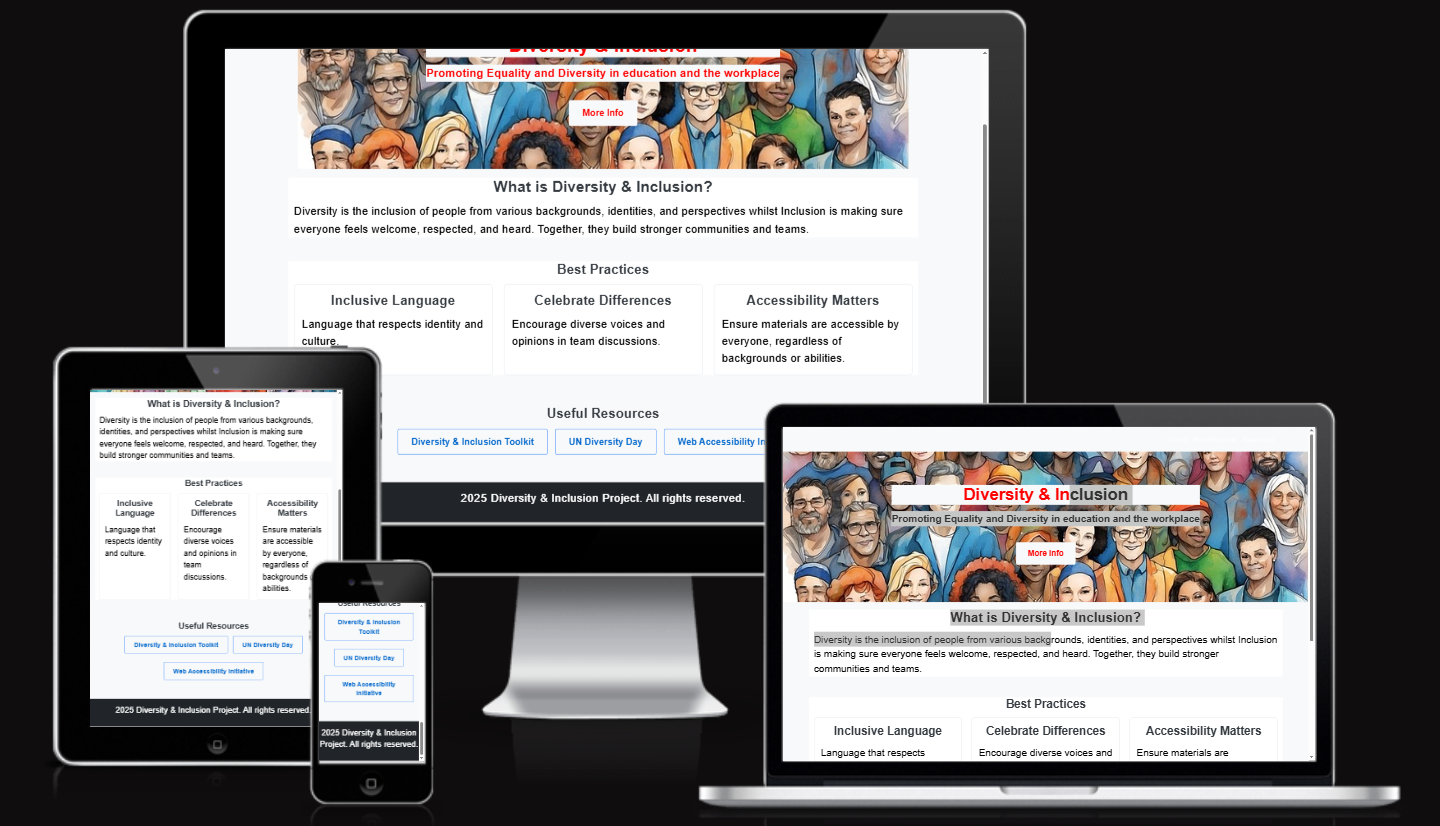 Diversity & Inclusion
Promoting Equality and Diversity in education and the workplace
More Info
What is Diversity & Inclusion?
Diversity is the inclusion of people from various backgrounds, identities, and perspectives whilst Inclusion is making sure
everyone feels welcome, respected, and heard. Together, they build stronger communities and teams.
Best Practices
Inclusive Language
Language that respects identity and
culture.
Celebrate Differences
Encourage diverse voices and
opinions in team discussions.
Accessibility Matters
Ensure materials are accessible by
everyone, regardless of
backgrounds or abilities.
Useful Resources
Diversity & Inclusion Toolkit
UN Diversity Day
Web Accessibility In
2025 Diversity & Inclusion Project. All rights reserved.
What is Diversity & Inclusion?
Diversity is the inclusion of people from various backgrounds,
identities, and perspectives whilst Inclusion is making sure
everyone feels welcome, respected, and heard. Together, they
build stronger communities and teams.
Best Practices
Inclusive
Language
Language that
respects identity
and culture.
Celebrate
Differences
Encourage
diverse voices
and opinions in
team
discussions.
Accessibility
Matters
Ensure materials
are accessible
by everyone,
regardless of
backgrounds
abilities.
Useful Resources
Diversity & Inclusion Toolkit
UN Diversity Day
Web Accessibility Initiative
2025 Diversity & Inclusion Project. All rights reserved.
Useful Resources
Diversity & Inclusion
Toolkit
UN Diversity Day
Web Accessibility
Initiative
2025 Diversity & Inclusion
Project. All rights reserved.
Diversity & Inclusion
Promoting Equality and Diversity in education and the workplace
More Info
What is Diversity & Inclusion?
Diversity is the inclusion of people from various backgrounds, identities, and perspectives whilst Inclusion
is making sure everyone feels welcome, respected, and heard. Together, they build stronger
communities and teams.
Best Practices
Inclusive Language
Language that respects
Celebrate Differences
Encourage diverse voices and
Accessibility Matters
Ensure materials are